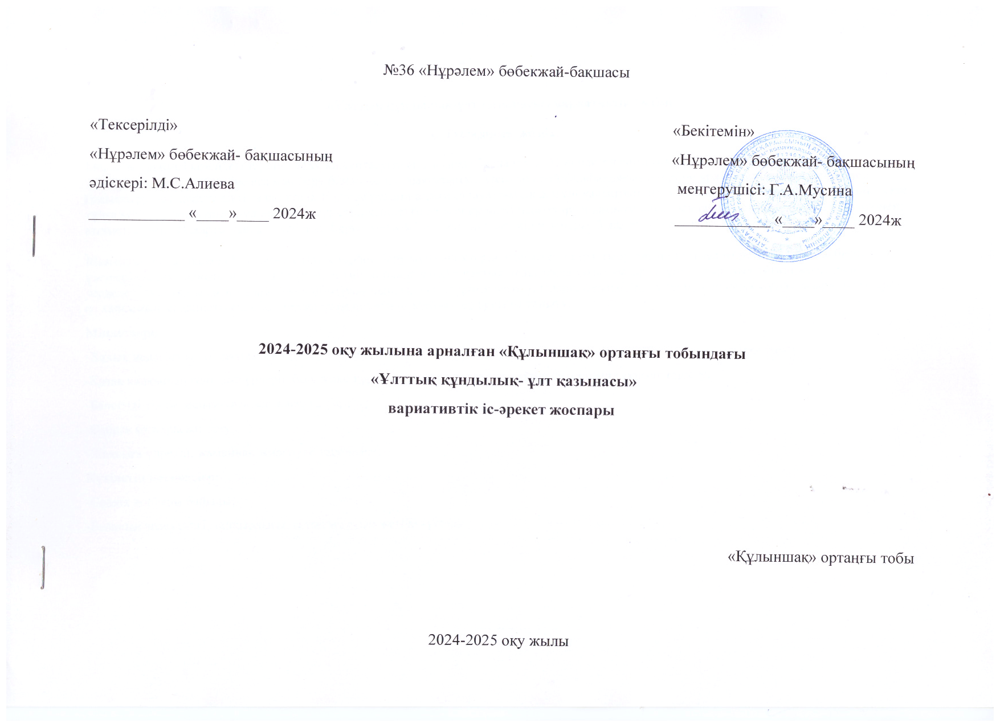 №36 «Нұрәлем» бөбекжай-бақшасы
«Тексерілді»
«Нұрәлем» бөбекжай- бақшасының
әдіскері: М.С.Алиева
____________ «____»____ 2024ж
«Бекітемін»
«Нұрәлем» бөбекжай- бақшасының
меңгерушісі: Г.А.Мусина
____________ «____»____ 2024ж
2024-2025 оқу жылына арналған «Құлыншақ» ортаңғы тобындағы
«Ұлттық құндылық- ұлт қазынасы»
вариативтік іс-әрекет жоспары
«Құлыншақ» ортаңғы тобы
2024-2025 оқу жылы